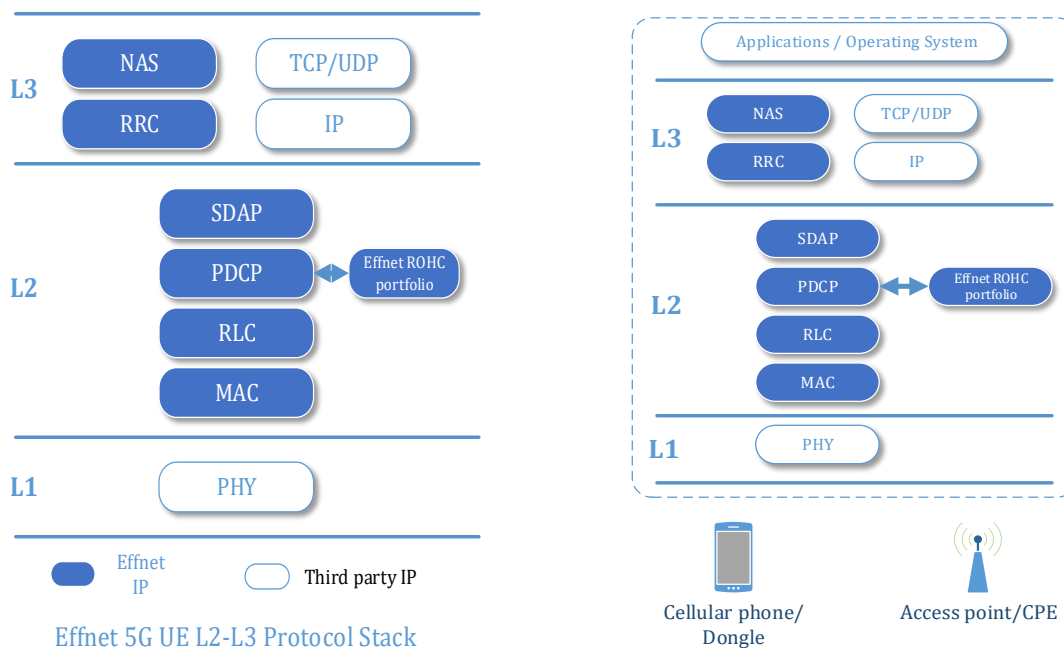 NAS
TCP/UDP
L3
RRC
IP
SDAP
PDCP
Effnet ROHC
portfolio
L2
RLC
MAC
L1
PHY
Effnet
IP
Third party IP
Effnet 5G UE L2-L3 Protocol Stack
Applications / Operating System
NAS
TCP/UDP
L3
RRC
IP
SDAP
PDCP
Effnet ROHC
portfolio
L2
RLC
MAC
L1
PHY
Cellular phone/
Dongle
Access point/CPE